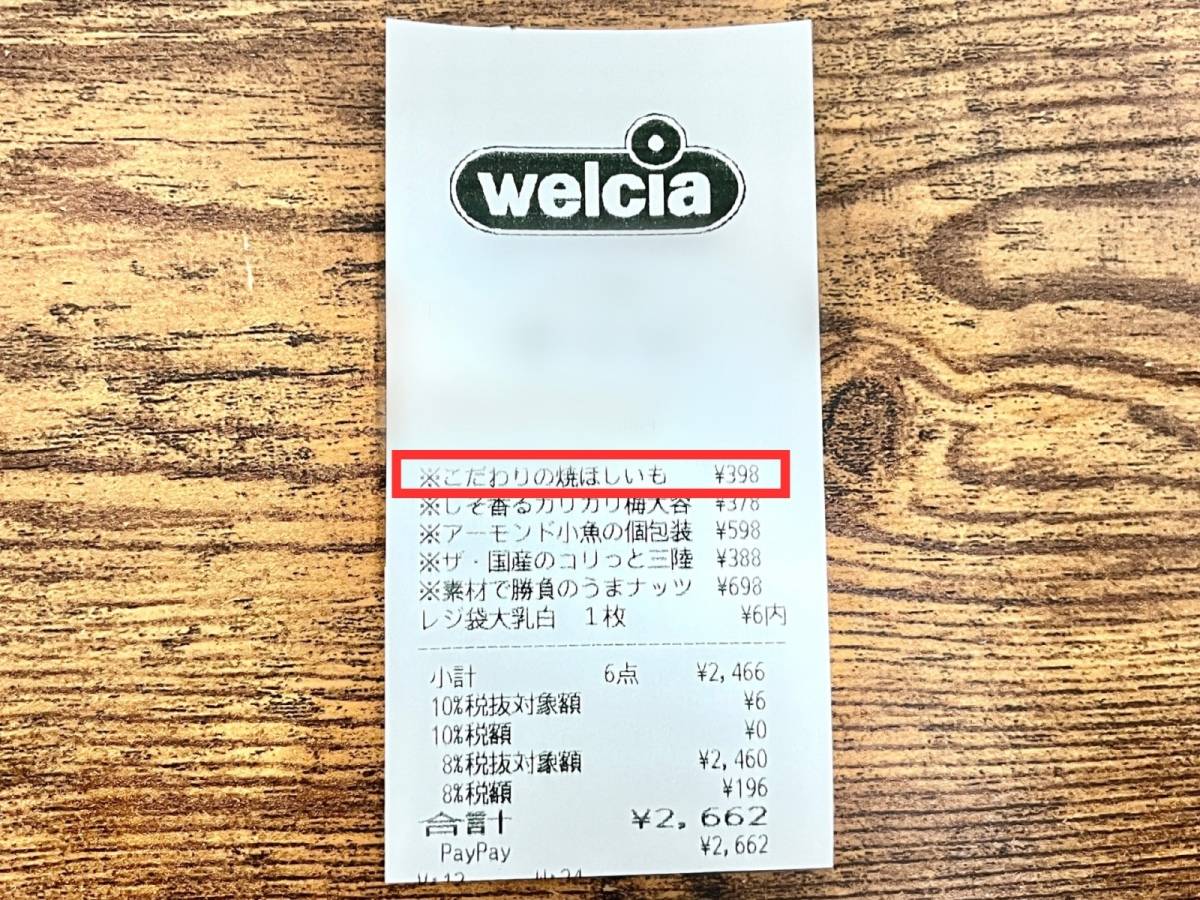 welcia
※こだわりの焼ほしいも ¥398
※しそ香るカリカリ梅大容 ¥378
※アーモンド小魚の個包装 ¥598
※ザ・国産のコリっと三陸 ¥388
※素材で勝負のうまナッツ ¥698
レジ袋大乳白 1枚 ¥6内
小計 6点 ¥2,466
10%税抜対象額 ¥6
10%税額 ¥0
8%税抜対象額 ¥2,460
8%税額 ¥196
合計 ¥2,662
PayPay ¥2,662